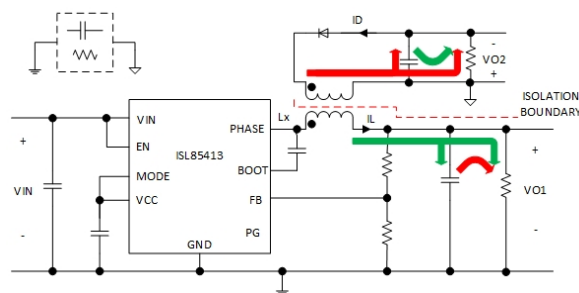 ID
-
VO2
+
ISOLATION
BOUNDARY
Lx
IL
VIN
PHASE
EN
ISL85413
MODE
BOOT
VCC
FB
PG
GND
+
VIN
-
+
VO1
-